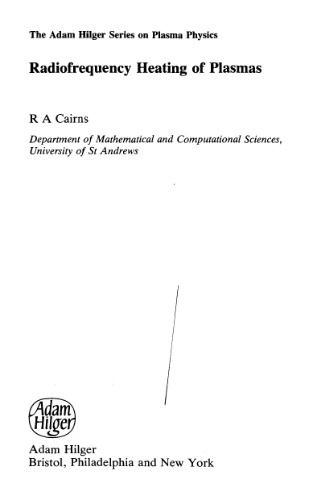 The Adam Hilger Series on Plasma Physics
Radiofrequency Heating of Plasmas
R A Cairns
Department of Mathematical and Computational Sciences,
University of St Andrews
Adam
Hilger
Adam Hilger
Bristol, Philadelphia and New York